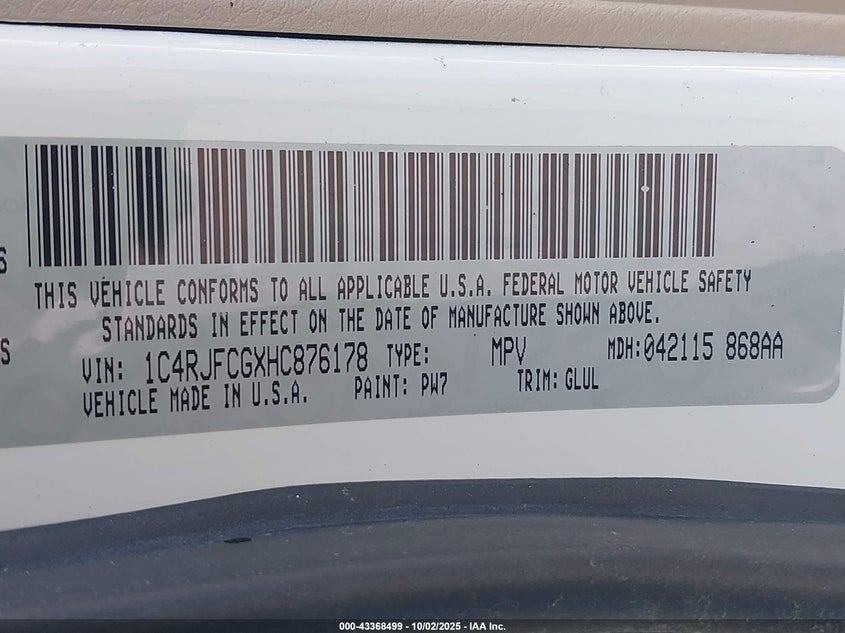 THIS VEHICLE CONFORMS TO ALL APPLICABLE U.S.A. FEDERAL MOTOR VEHICLE SAFETY
STANDARDS IN EFFECT ON THE DATE OF MANUFACTURE SHOWN ABOVE.
VIN: 1C4RJFCGXHC876178 TYPE: MPV MDH:042115 868AA
VEHICLE MADE IN U.S.A. PAINT: PW7 TRIM: GLUL
000-43368499 - 10/02/2025 - IAA Inc.